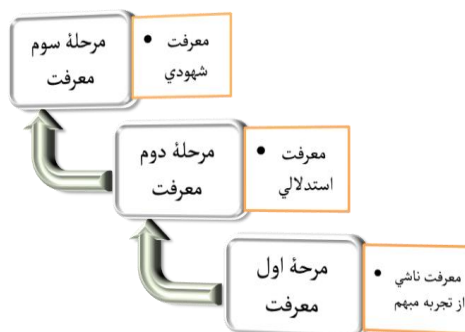 مرحلهٔ سوم
معرفت
• معرفت
شهودي
مرحلهٔ دوم
معرفت
• معرفت
استدلالي
مرحهٔ اول
معرفت
• معرفت ناشي
از تجربه مبهم